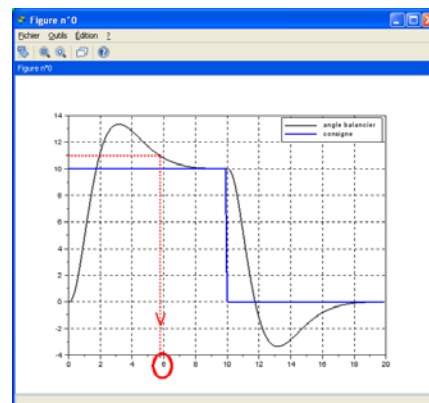 Figure n°0
Fichier Outils Édition ?
Figure n°0
angle balancier
consigne
14
12
10
8
6
4
2
0
-2
-4
0 2 4 6 8 10 12 14 16 18 20